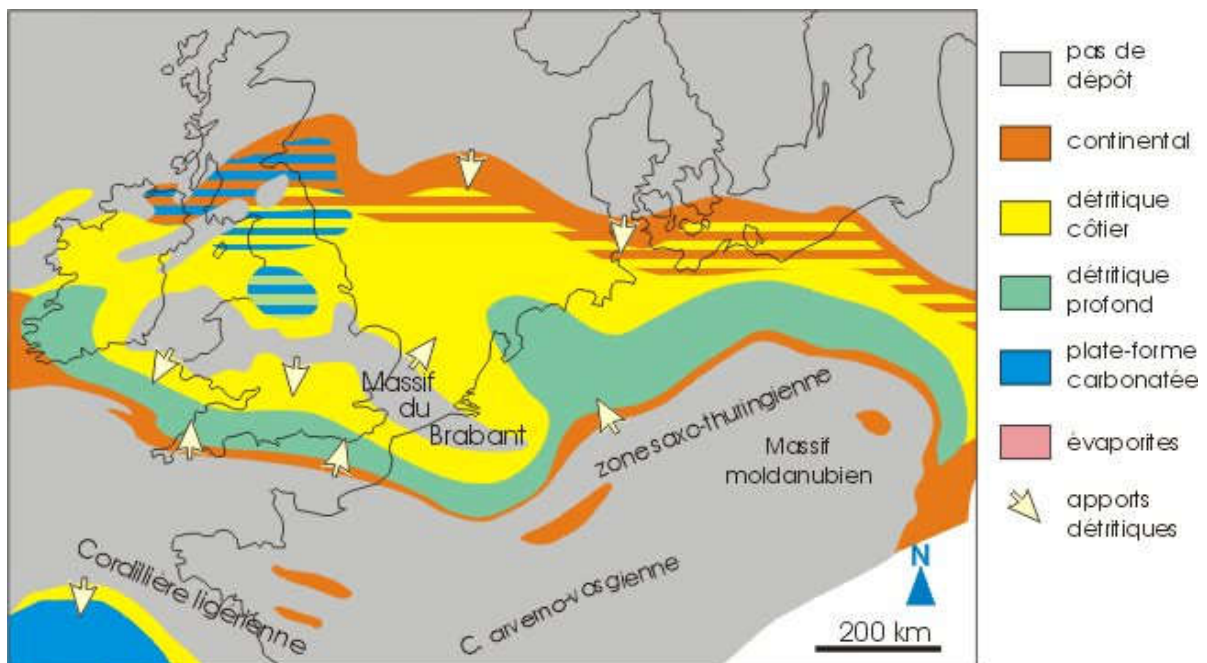 pas de
dépôt
continental
détritique
côtier
détritique
profond
plate-forme
carbonatée
évaporites
apports
détritiques
Massif
du
Brabant
zone saxo-thuringienne
Massif
moldanubien
Cordillière ligérienne
C. arverno-vosgienne
N
200 km